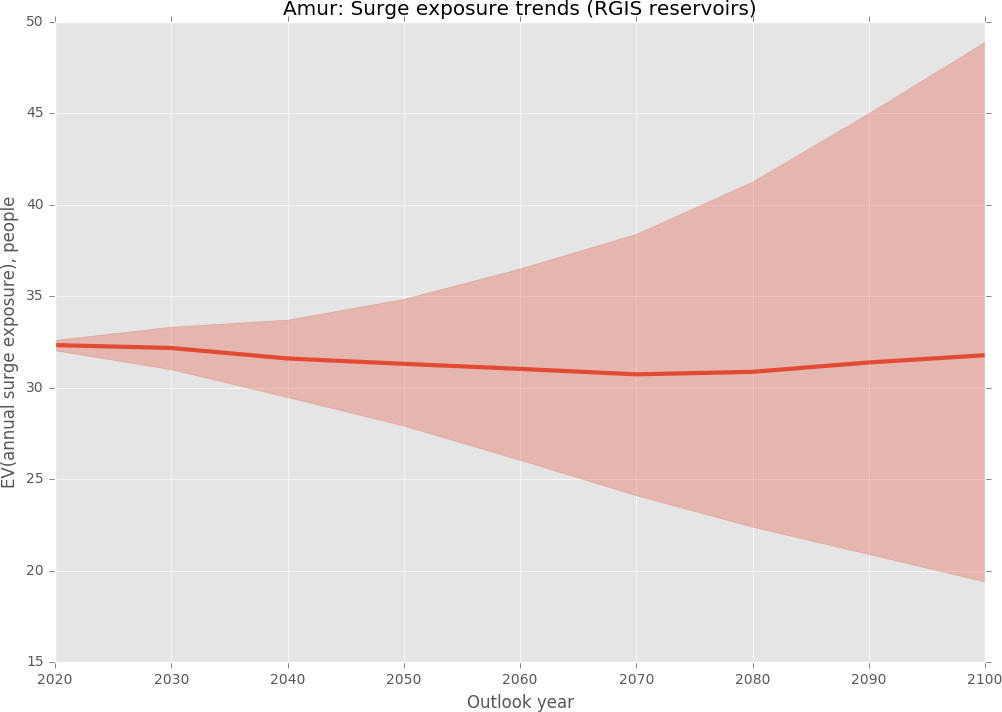 Amur: Surge exposure trends (RGIS reservoirs)
EV(annual surge exposure), people
50
45
40
35
30
25
20
15
2020 2030 2040 2050 2060 2070 2080 2090 2100
Outlook year